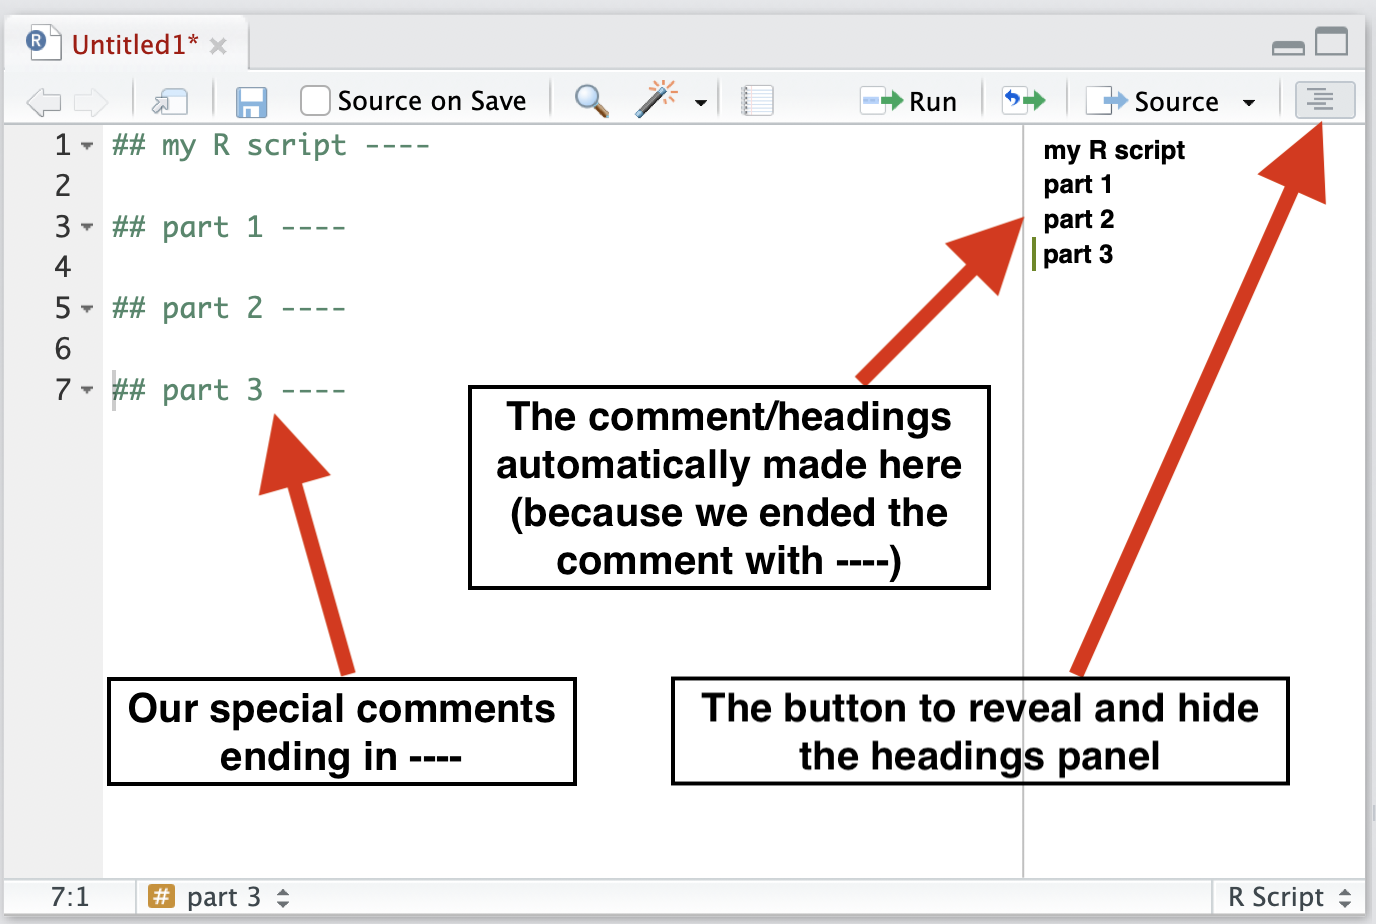 R Untitled1*
Source on Save Run Source
1 ## my R script ----
2
3 ## part 1 ----
4
5 ## part 2 ----
6
7 ## part 3 ----
my R script
part 1
part 2
part 3
The comment/headings
automatically made here
(because we ended the
comment with ----)
Our special comments
ending in ----
The button to reveal and hide
the headings panel
7:1 # part 3 R Script